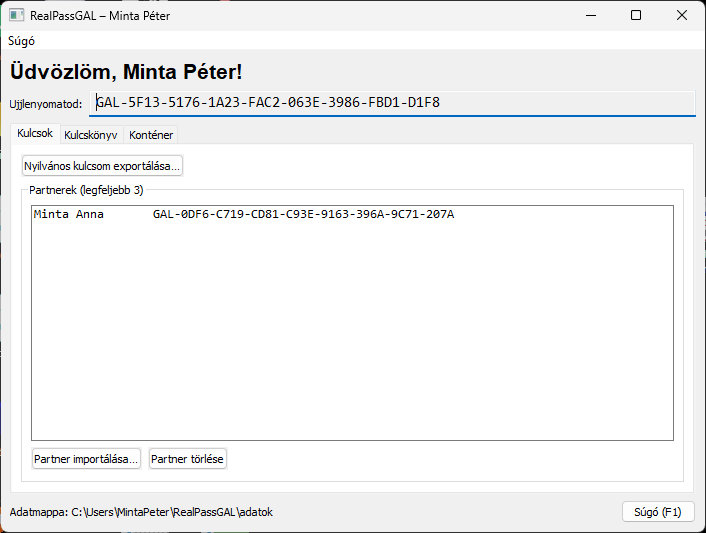 RealPassGAL – Minta Péter
Súgó
Üdvözlöm, Minta Péter!
Ujjlenyomatod: GAL-5F13-5176-1A23-FAC2-063E-3986-FBD1-D1F8
Kulcsok Kulcskönyv Konténer
Nyilvános kulcsom exportálása...
Partnerek (legfeljebb 3)
Minta Anna GAL-0DF6-C719-CD81-C93E-9163-396A-9C71-207A
Partner importálása... Partner törlése
Adatmappa: C:\Users\MintaPeter\RealPassGAL\adatok Súgó (F1)